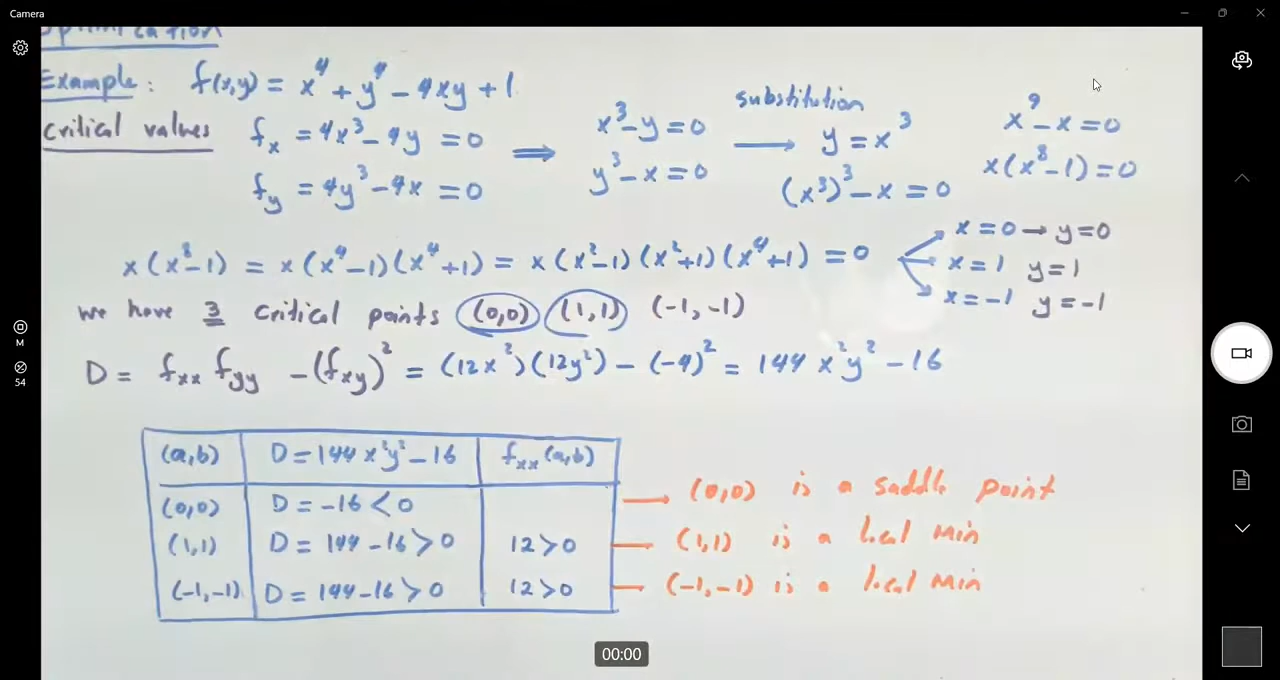 Camera
Optimization
Example: f(x,y) = x⁴ + y⁴ - 4xy + 1
critical values
fx = 4x³ - 4y = 0
fy = 4y³ - 4x = 0
⟹
x³ - y = 0
y³ - x = 0
substitution
→ y = x³
(x³)³ - x = 0
x⁹ - x = 0
x(x⁸ - 1) = 0
x(x⁸-1) = x(x⁴-1)(x⁴+1) = x(x²-1)(x²+1)(x⁴+1) = 0
x = 0 → y = 0
x = 1 y = 1
x = -1 y = -1
we have 3 critical points (0,0) (1,1) (-1,-1)
D = fxx fyy - (fxy)² = (12x²)(12y²) - (-4)² = 144 x²y² - 16
(a,b) D = 144 x²y² - 16 fxx(a,b)
(0,0) D = -16 < 0 → (0,0) is a saddle point
(1,1) D = 144 - 16 > 0 12 > 0 → (1,1) is a local min
(-1,-1) D = 144 - 16 > 0 12 > 0 → (-1,-1) is a local min
M
54
00:00